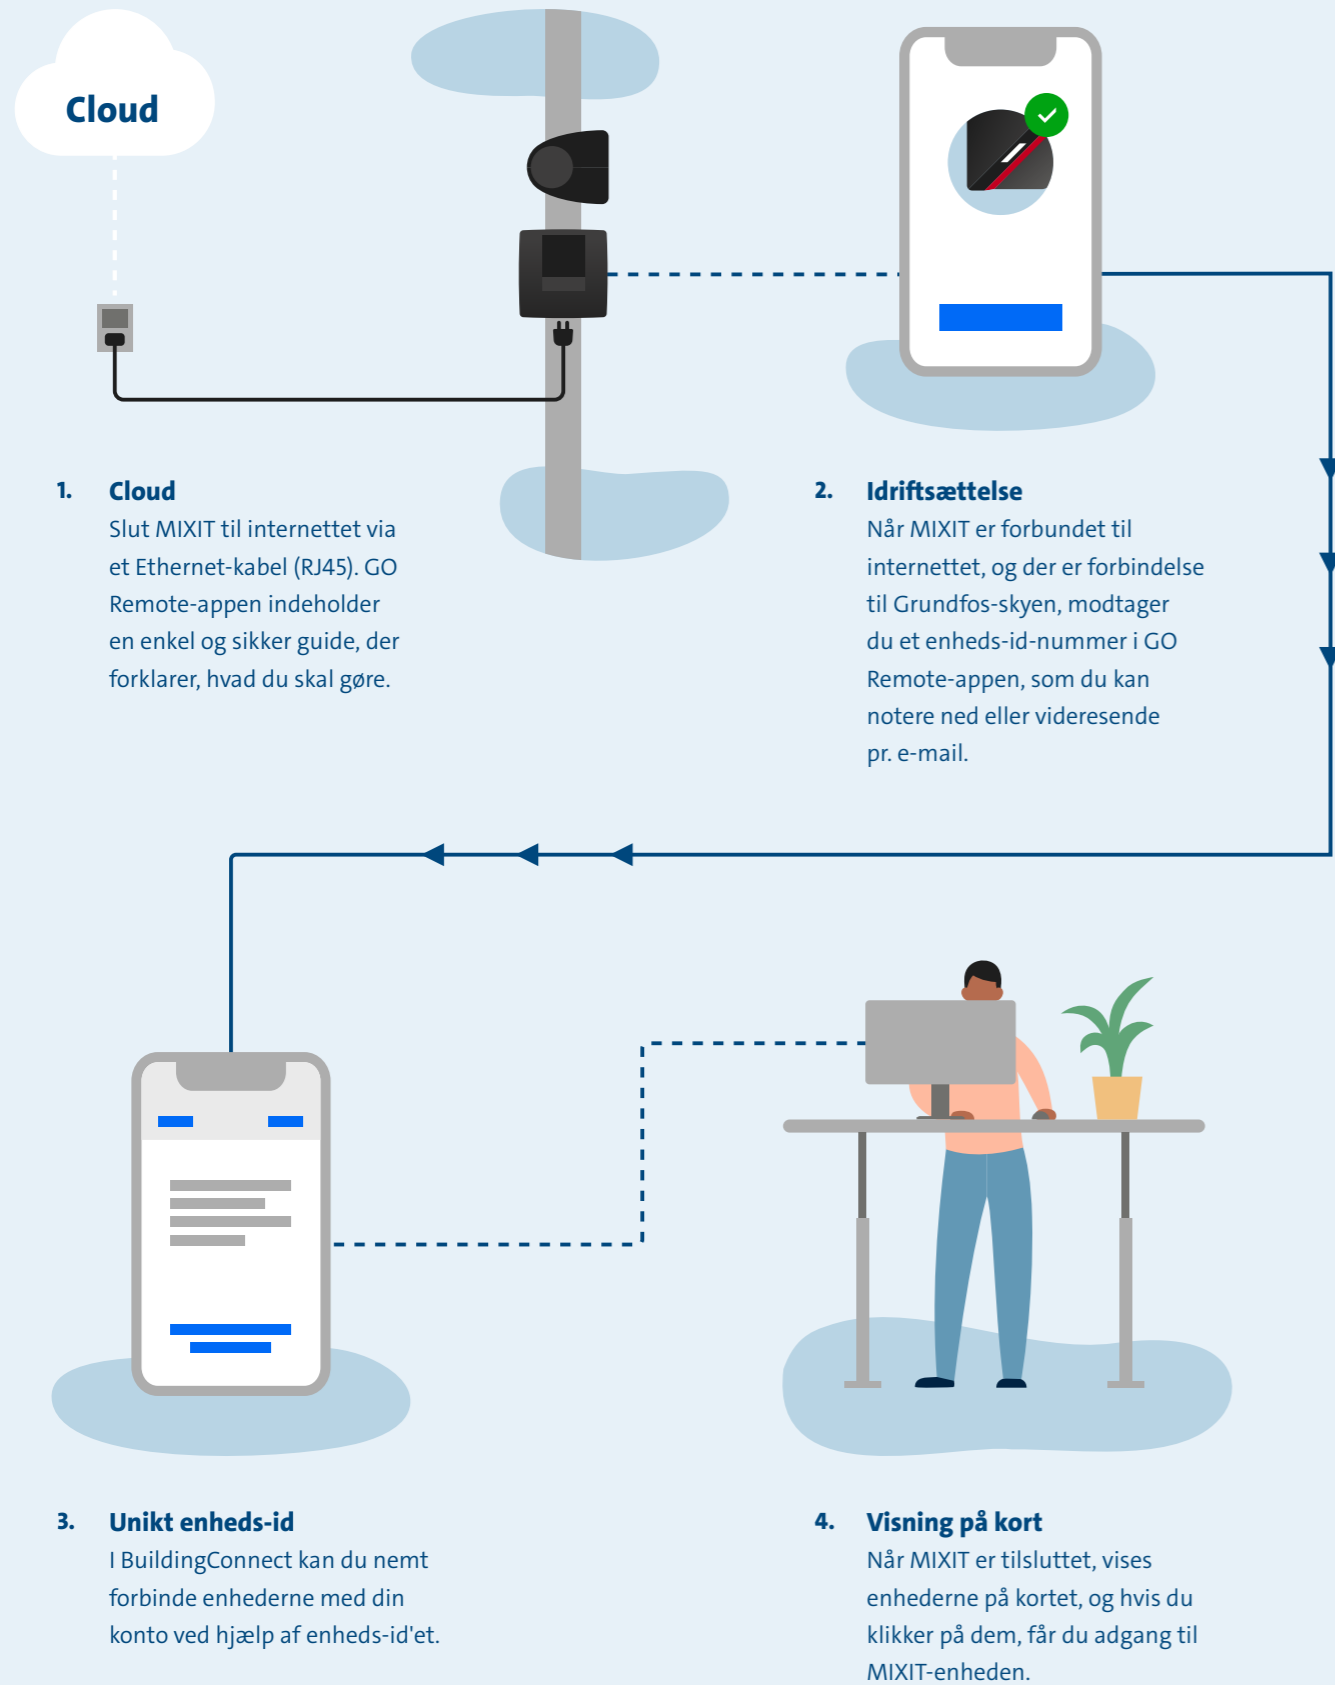 Cloud
1. Cloud
Slut MIXIT til internettet via
et Ethernet-kabel (RJ45). GO
Remote-appen indeholder
en enkel og sikker guide, der
forklarer, hvad du skal gøre.
2. Idriftsættelse
Når MIXIT er forbundet til
internettet, og der er forbindelse
til Grundfos-skyen, modtager
du et enheds-id-nummer i GO
Remote-appen, som du kan
notere ned eller videresende
pr. e-mail.
3. Unikt enheds-id
I BuildingConnect kan du nemt
forbinde enhederne med din
konto ved hjælp af enheds-id'et.
4. Visning på kort
Når MIXIT er tilsluttet, vises
enhederne på kortet, og hvis du
klikker på dem, får du adgang til
MIXIT-enheden.